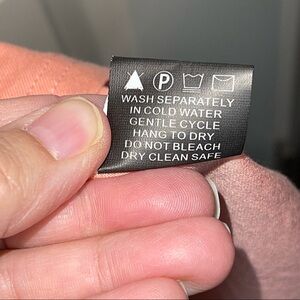 P
WASH SEPARATELY
IN COLD WATER
GENTLE CYCLE
HANG TO DRY
DO NOT BLEACH
DRY CLEAN SAFE